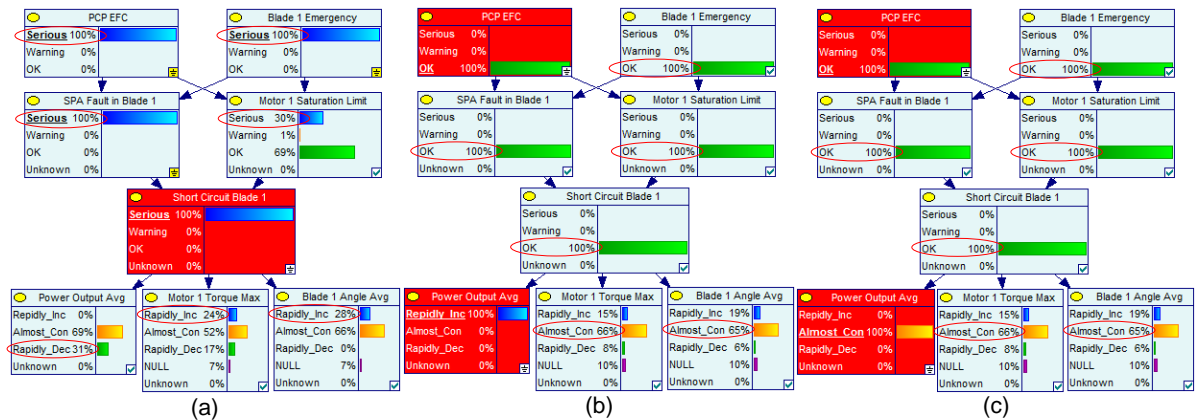 PCP EFC
Serious 100%
Warning 0%
OK 0%
Blade 1 Emergency
Serious 100%
Warning 0%
OK 0%
SPA Fault in Blade 1
Serious 100%
Warning 0%
OK 0%
Unknown 0%
Motor 1 Saturation Limit
Serious 30%
Warning 1%
OK 69%
Unknown 0%
Short Circuit Blade 1
Serious 100%
Warning 0%
OK 0%
Unknown 0%
Power Output Avg
Rapidly_Inc 0%
Almost_Con 69%
Rapidly_Dec 31%
Unknown 0%
Motor 1 Torque Max
Rapidly_Inc 24%
Almost_Con 52%
Rapidly_Dec 17%
NULL 7%
Unknown 0%
Blade 1 Angle Avg
Rapidly_Inc 28%
Almost_Con 66%
Rapidly_Dec 0%
NULL 7%
Unknown 0%
(a)
PCP EFC
Serious 0%
Warning 0%
OK 100%
Blade 1 Emergency
Serious 0%
Warning 0%
OK 100%
SPA Fault in Blade 1
Serious 0%
Warning 0%
OK 100%
Unknown 0%
Motor 1 Saturation Limit
Serious 0%
Warning 0%
OK 100%
Unknown 0%
Short Circuit Blade 1
Serious 0%
Warning 0%
OK 100%
Unknown 0%
Power Output Avg
Rapidly_Inc 100%
Almost_Con 0%
Rapidly_Dec 0%
Unknown 0%
Motor 1 Torque Max
Rapidly_Inc 15%
Almost_Con 66%
Rapidly_Dec 8%
NULL 10%
Unknown 0%
Blade 1 Angle Avg
Rapidly_Inc 19%
Almost_Con 65%
Rapidly_Dec 6%
NULL 10%
Unknown 0%
(b)
PCP EFC
Serious 0%
Warning 0%
OK 100%
Blade 1 Emergency
Serious 0%
Warning 0%
OK 100%
SPA Fault in Blade 1
Serious 0%
Warning 0%
OK 100%
Unknown 0%
Motor 1 Saturation Limit
Serious 0%
Warning 0%
OK 100%
Unknown 0%
Short Circuit Blade 1
Serious 0%
Warning 0%
OK 100%
Unknown 0%
Power Output Avg
Rapidly_Inc 0%
Almost_Con 100%
Rapidly_Dec 0%
Unknown 0%
Motor 1 Torque Max
Rapidly_Inc 15%
Almost_Con 66%
Rapidly_Dec 8%
NULL 10%
Unknown 0%
Blade 1 Angle Avg
Rapidly_Inc 19%
Almost_Con 65%
Rapidly_Dec 6%
NULL 10%
Unknown 0%
(c)